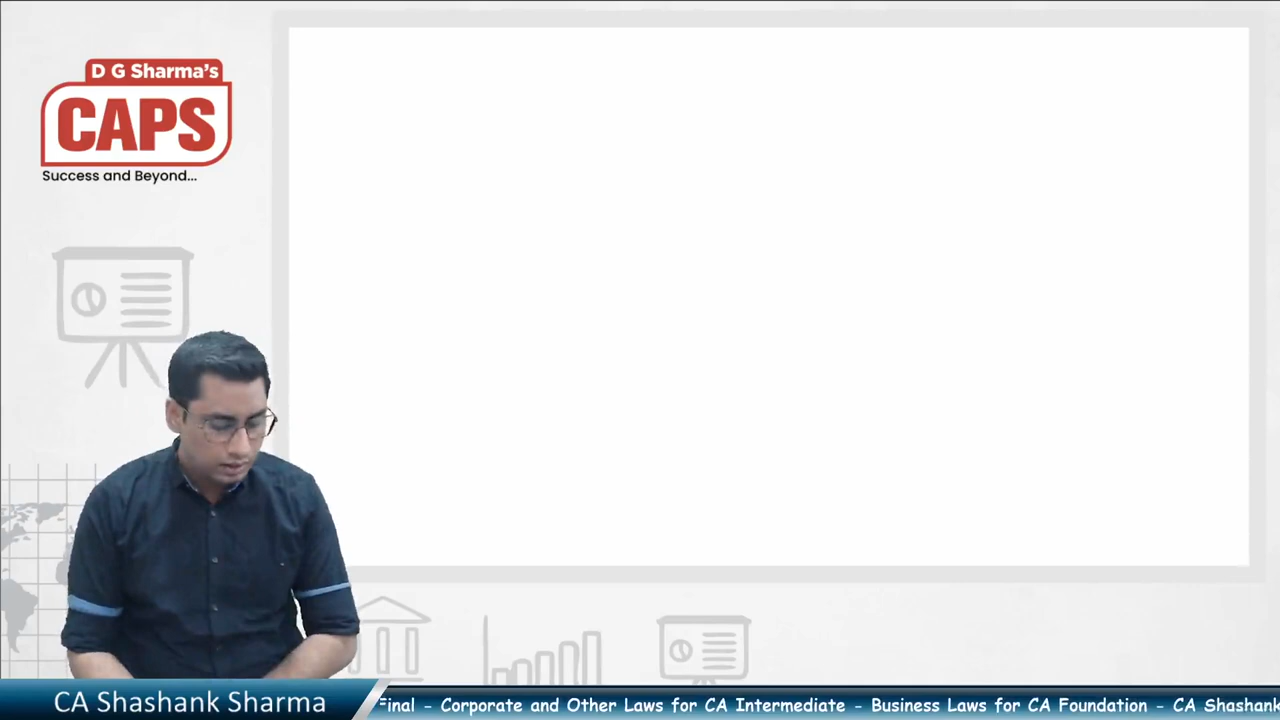 D G Sharma's
CAPS
Success and Beyond...
CA Shashank Sharma
Final - Corporate and Other Laws for CA Intermediate - Business Laws for CA Foundation - CA Shashank